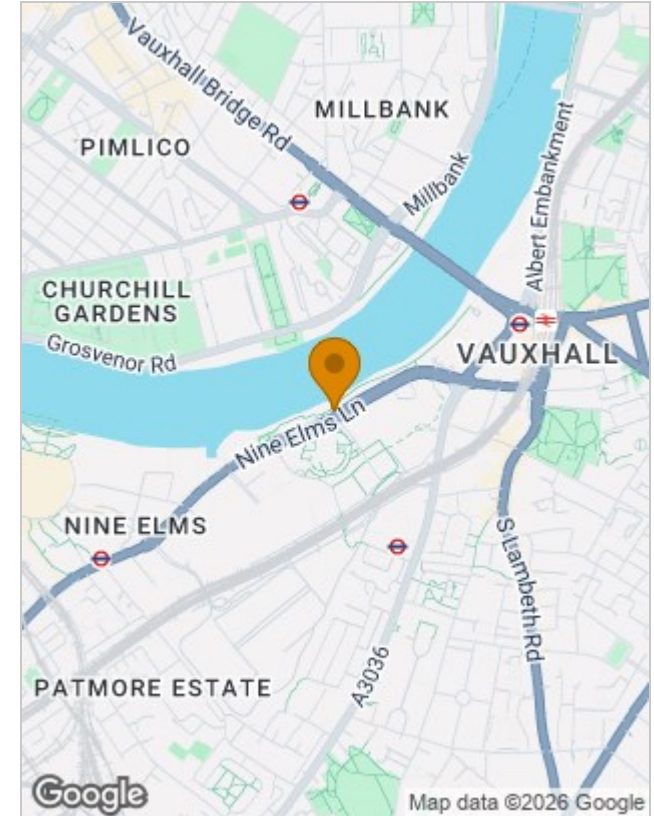 Vauxhall Bridge Rd
MILLBANK
PIMLICO
Millbank
Albert Embankment
CHURCHILL
GARDENS
Grosvenor Rd
VAUXHALL
Nine Elms Ln
NINE ELMS
S Lambeth Rd
A3036
PATMORE ESTATE
Google
Map data ©2026 Google